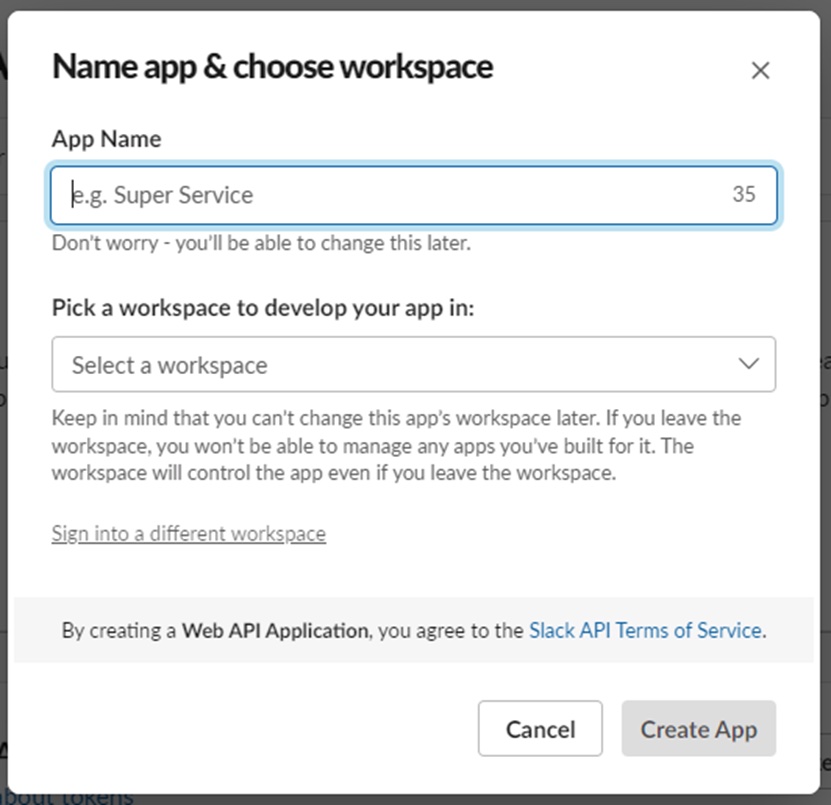 Name app & choose workspace
App Name
e.g. Super Service 35
Don't worry - you'll be able to change this later.
Pick a workspace to develop your app in:
Select a workspace
Keep in mind that you can't change this app's workspace later. If you leave the
workspace, you won't be able to manage any apps you've built for it. The
workspace will control the app even if you leave the workspace.
Sign into a different workspace
By creating a Web API Application, you agree to the Slack API Terms of Service.
Cancel Create App
about tokens